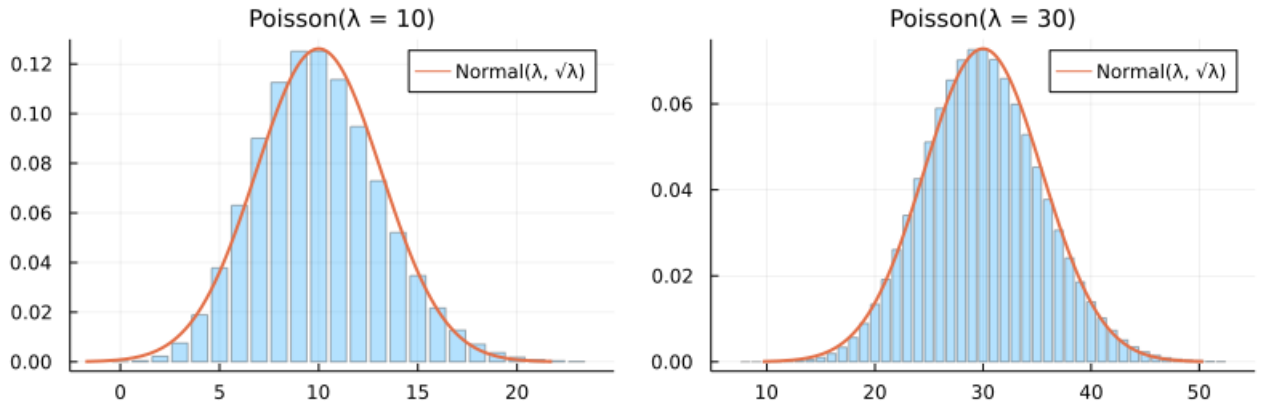 Poisson(λ = 10)
Normal(λ, √λ)
0.12
0.10
0.08
0.06
0.04
0.02
0.00
0 5 10 15 20
Poisson(λ = 30)
Normal(λ, √λ)
0.06
0.04
0.02
0.00
10 20 30 40 50